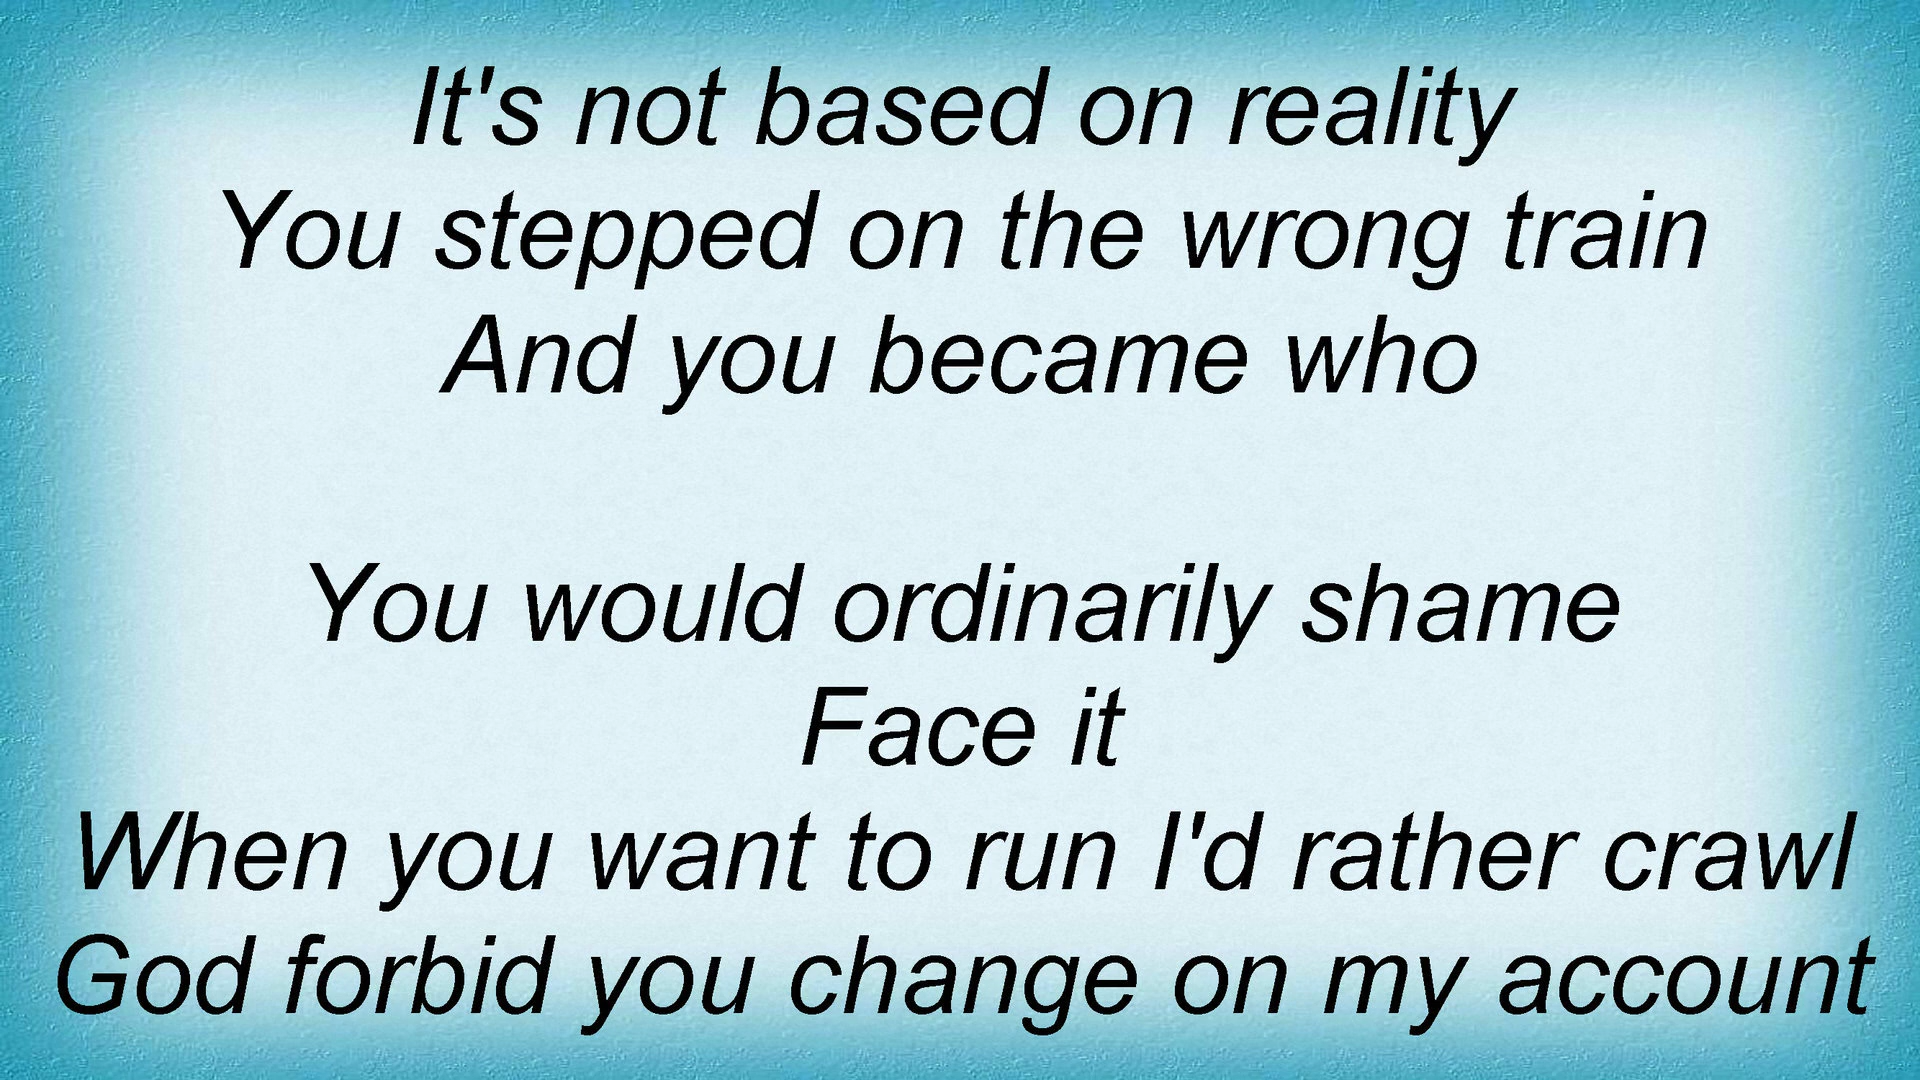 It's not based on reality
You stepped on the wrong train
And you became who
You would ordinarily shame
Face it
When you want to run I'd rather crawl
God forbid you change on my account